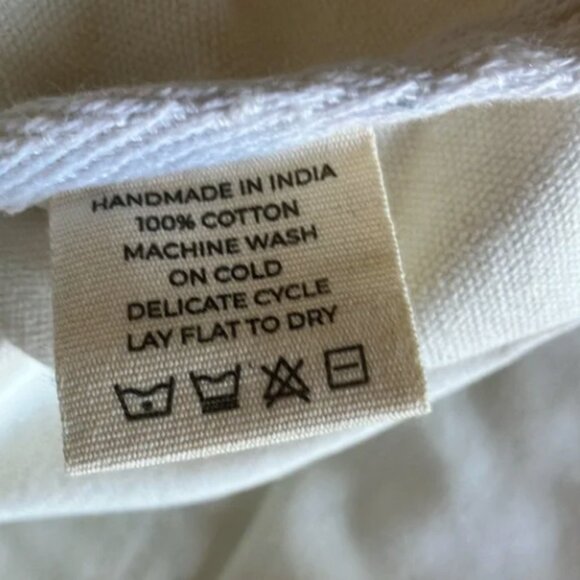 HANDMADE IN INDIA
100% COTTON
MACHINE WASH
ON COLD
DELICATE CYCLE
LAY FLAT TO DRY